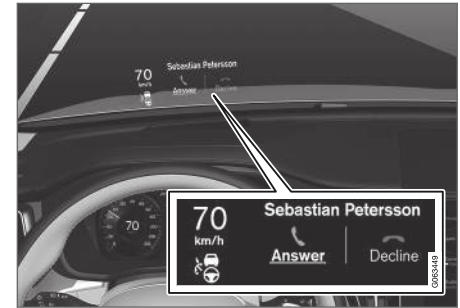 70
km/h
Sebastian Petersson
Answer
Decline
70
70
km/h
Sebastian Petersson
Answer
Decline
G063449